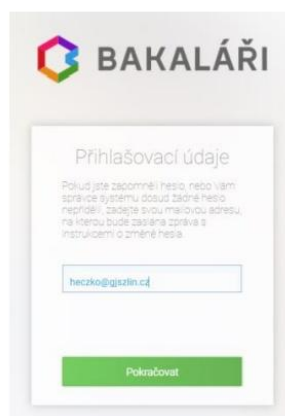 BAKALÁŘI
Přihlašovací údaje
Pokud jste zapomněli heslo, nebo Vám
správce systému dosud žádné heslo
nepřidělil, zadejte svou mailovou adresu,
na kterou bude zaslána zpráva s
instrukcemi o změně hesla.
heczko@gjszlin.cz
Pokračovat